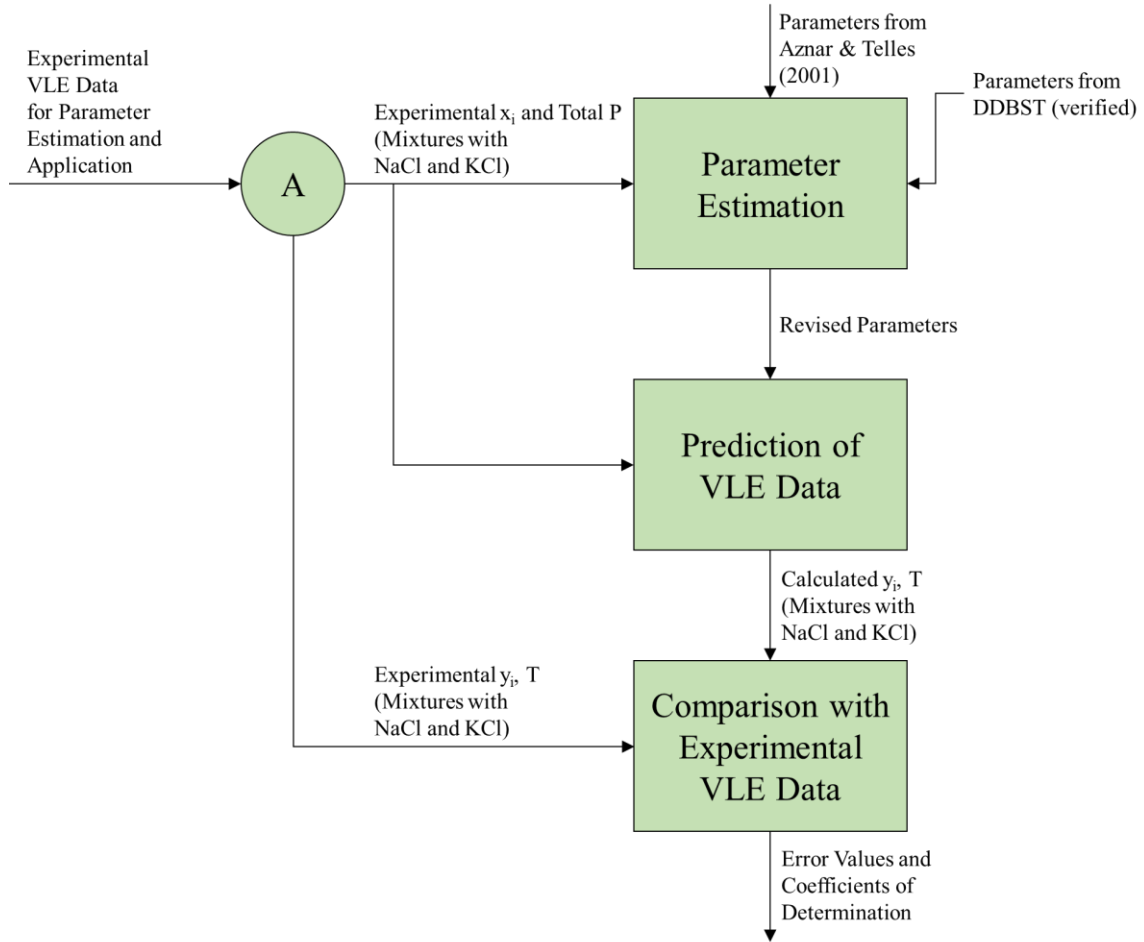 Experimental
VLE Data
for Parameter
Estimation and
Application
A
Experimental xᵢ and Total P
(Mixtures with
NaCl and KCl)
Parameters from
Aznar & Telles
(2001)
Parameters from
DDBST (verified)
Parameter
Estimation
Revised Parameters
Prediction of
VLE Data
Calculated yᵢ, T
(Mixtures with
NaCl and KCl)
Experimental yᵢ, T
(Mixtures with
NaCl and KCl)
Comparison with
Experimental
VLE Data
Error Values and
Coefficients of
Determination